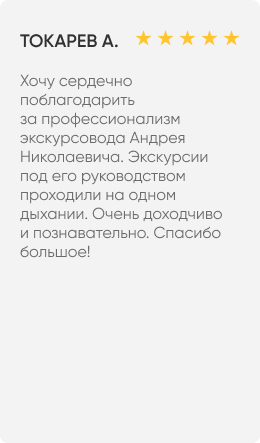 ТОКАРЕВ А.
Хочу сердечно
поблагодарить
за профессионализм
экскурсовода Андрея
Николаевича. Экскурсии
под его руководством
проходили на одном
дыхании. Очень доходчиво
и познавательно. Спасибо
большое!